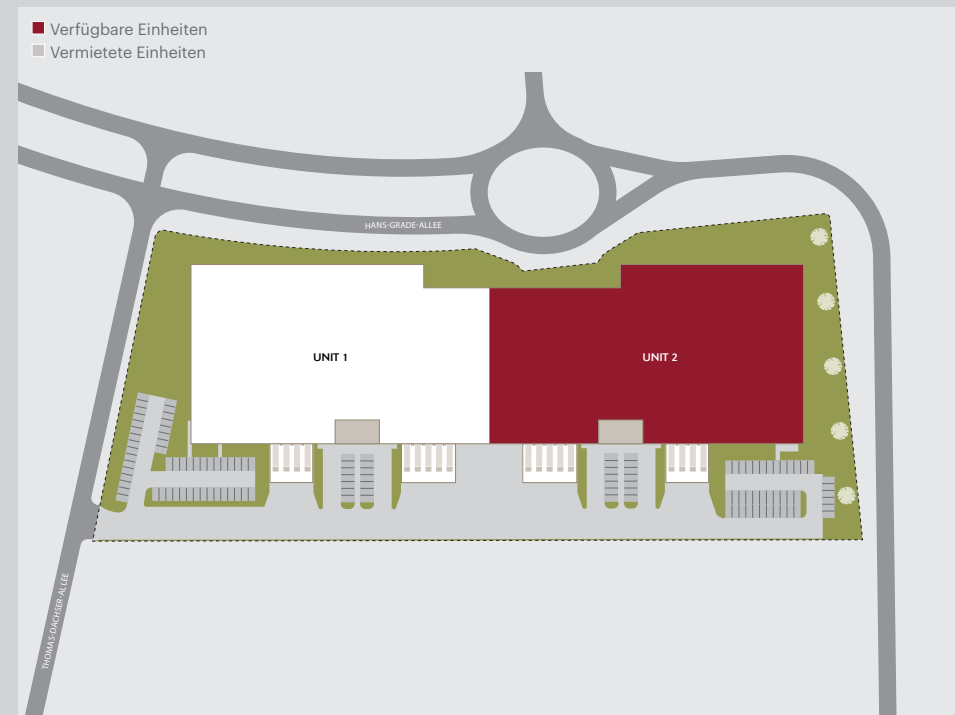 Verfügbare Einheiten
Vermietete Einheiten
HANS-GRADE-ALLEE
UNIT 1
UNIT 2
THOMAS-DACHSER-ALLEE